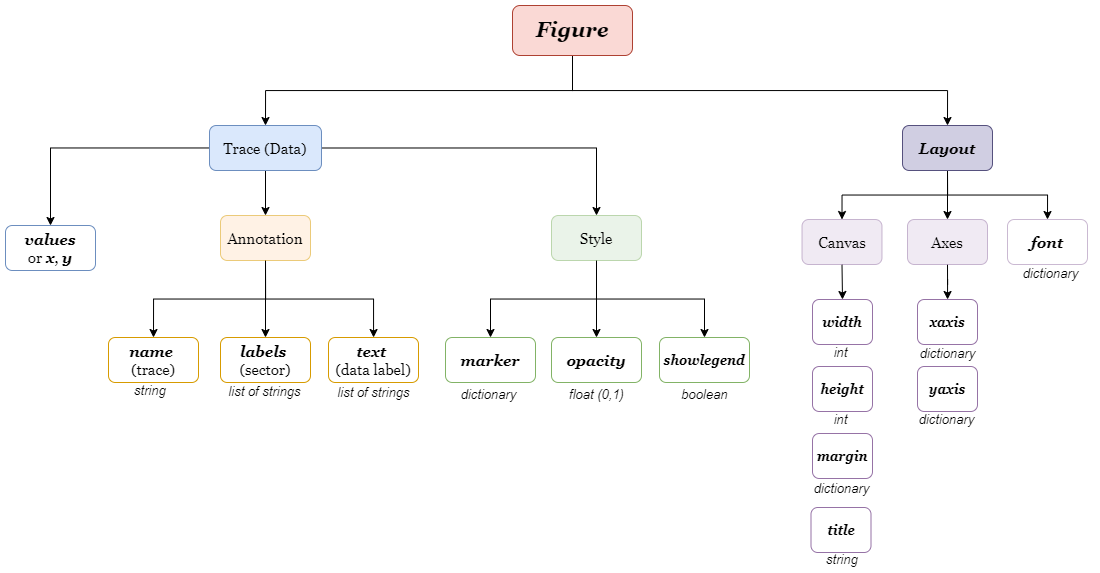 Figure
Trace (Data)
Layout
values
or x, y
Annotation
Style
Canvas
Axes
font
dictionary
name
(trace)
string
labels
(sector)
list of strings
text
(data label)
list of strings
marker
dictionary
opacity
float (0,1)
showlegend
boolean
width
int
height
int
margin
dictionary
title
string
xaxis
dictionary
yaxis
dictionary